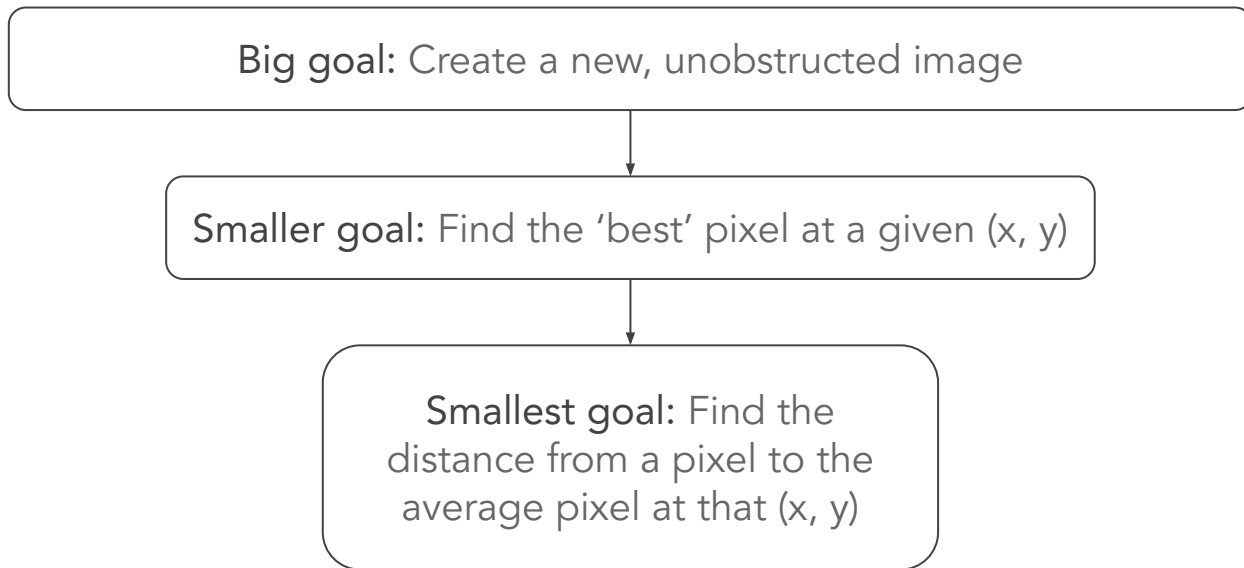 Big goal: Create a new, unobstructed image
Smaller goal: Find the ‘best’ pixel at a given (x, y)
Smallest goal: Find the
distance from a pixel to the
average pixel at that (x, y)